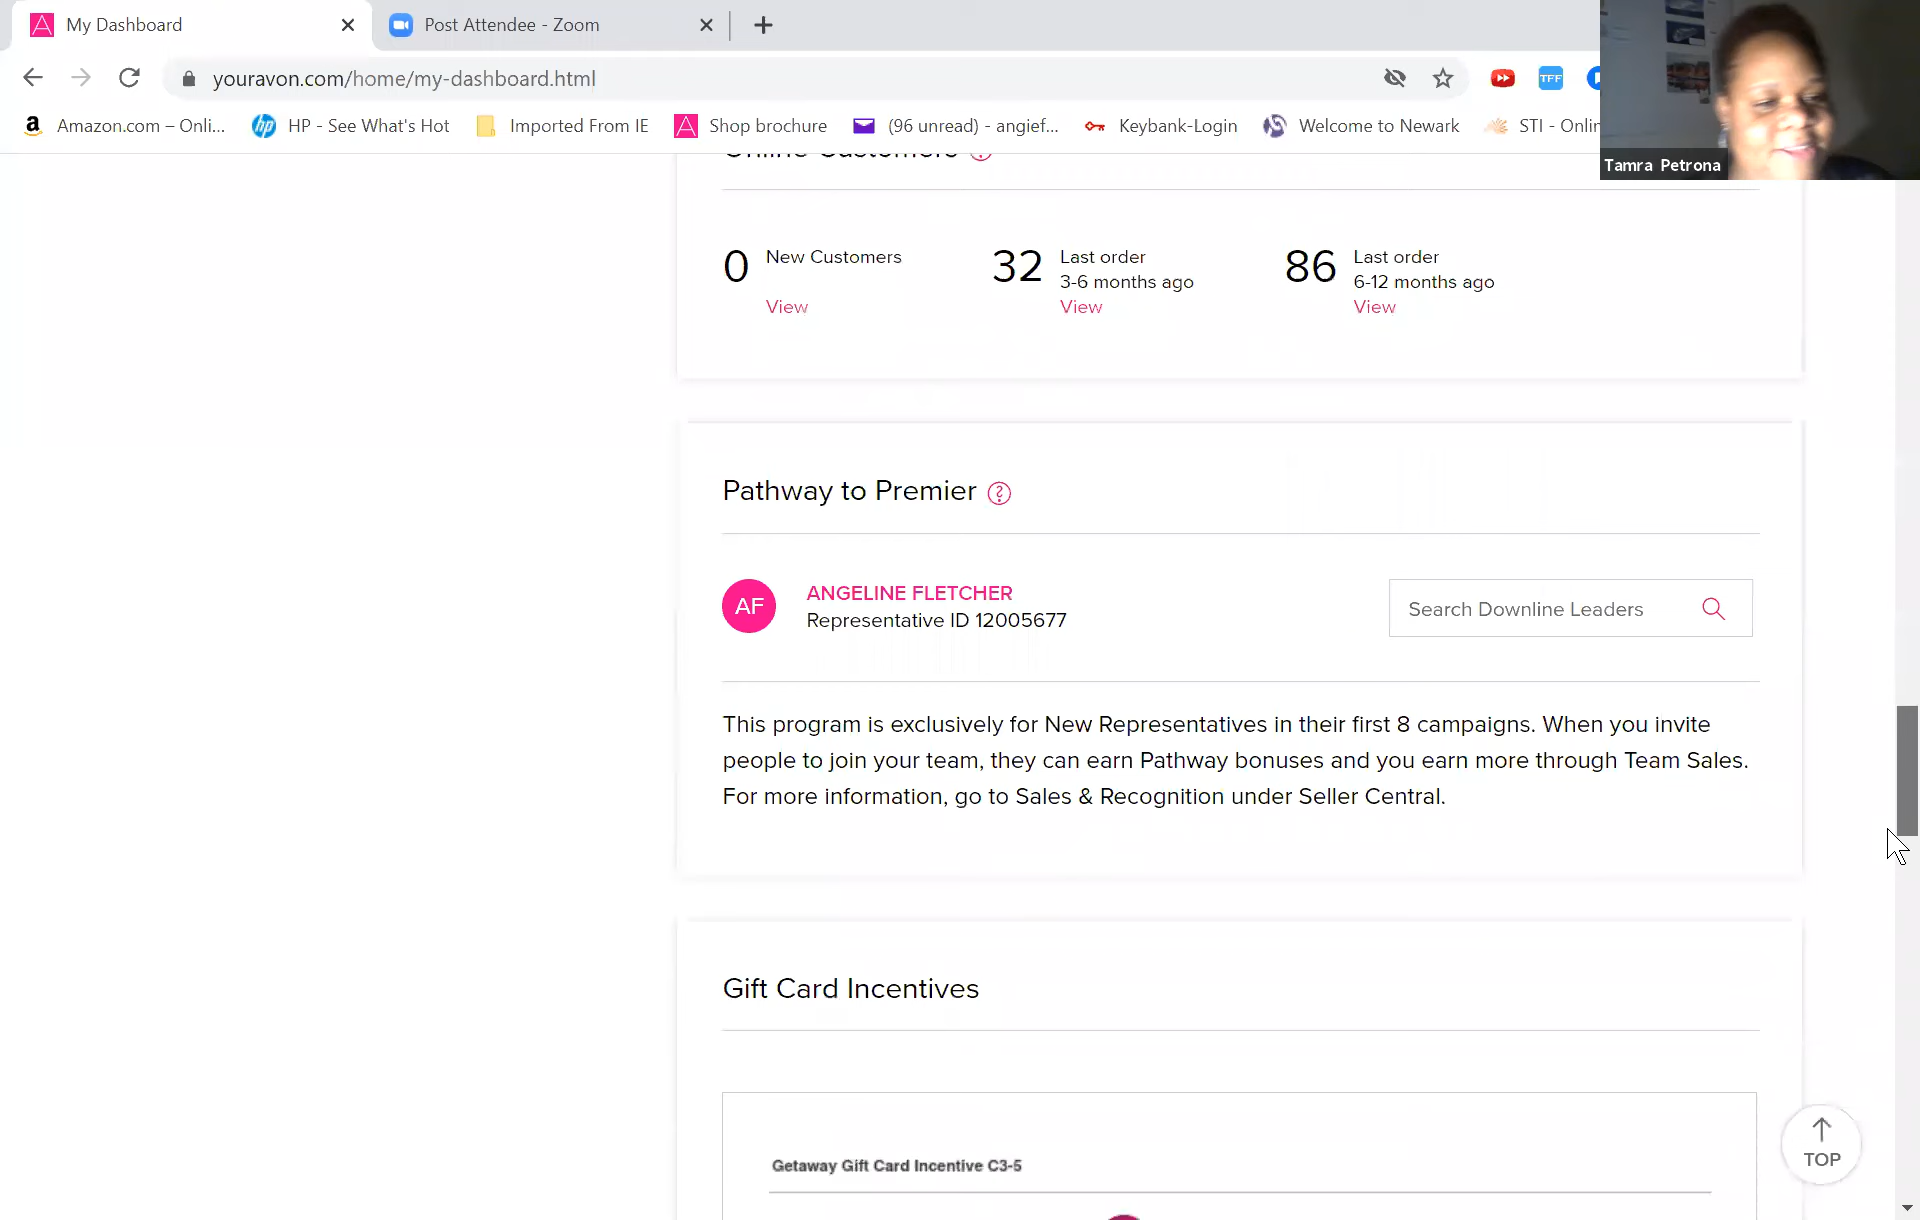 My Dashboard
Post Attendee - Zoom
youravon.com/home/my-dashboard.html
TFF
a Amazon.com – Onli...
hp HP - See What's Hot
Imported From IE
Shop brochure
(96 unread) - angief...
Keybank-Login
Welcome to Newark
STI - Onlin
Tamra Petrona
Online Customers
0 New Customers
View
32 Last order
3-6 months ago
View
86 Last order
6-12 months ago
View
Pathway to Premier
AF ANGELINE FLETCHER
Representative ID 12005677
Search Downline Leaders
This program is exclusively for New Representatives in their first 8 campaigns. When you invite
people to join your team, they can earn Pathway bonuses and you earn more through Team Sales.
For more information, go to Sales & Recognition under Seller Central.
Gift Card Incentives
Getaway Gift Card Incentive C3-5
TOP